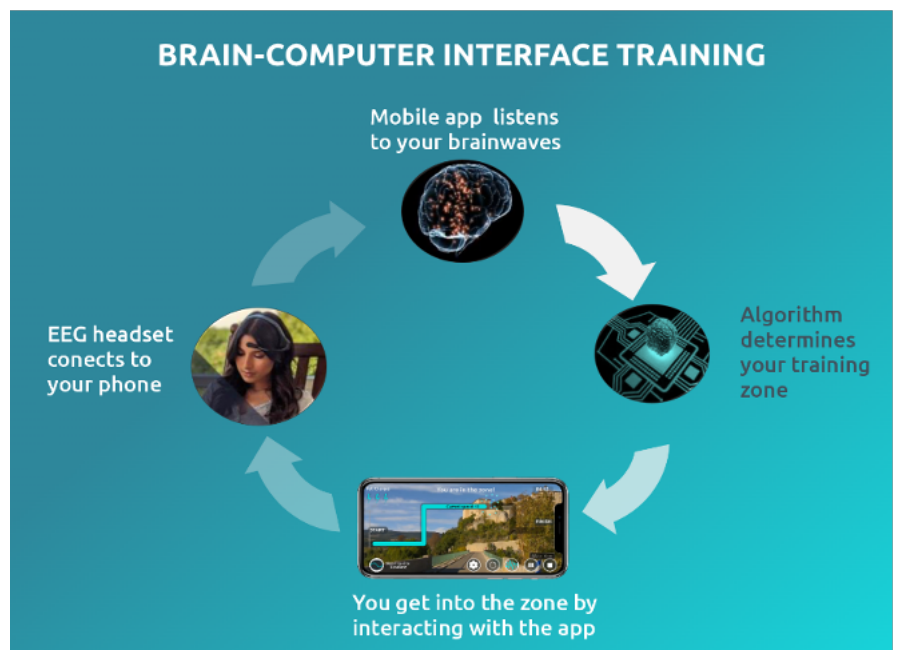 BRAIN-COMPUTER INTERFACE TRAINING
Mobile app listens
to your brainwaves
EEG headset
conects to
your phone
Algorithm
determines
your training
zone
You are in the zone!
You get into the zone by
interacting with the app